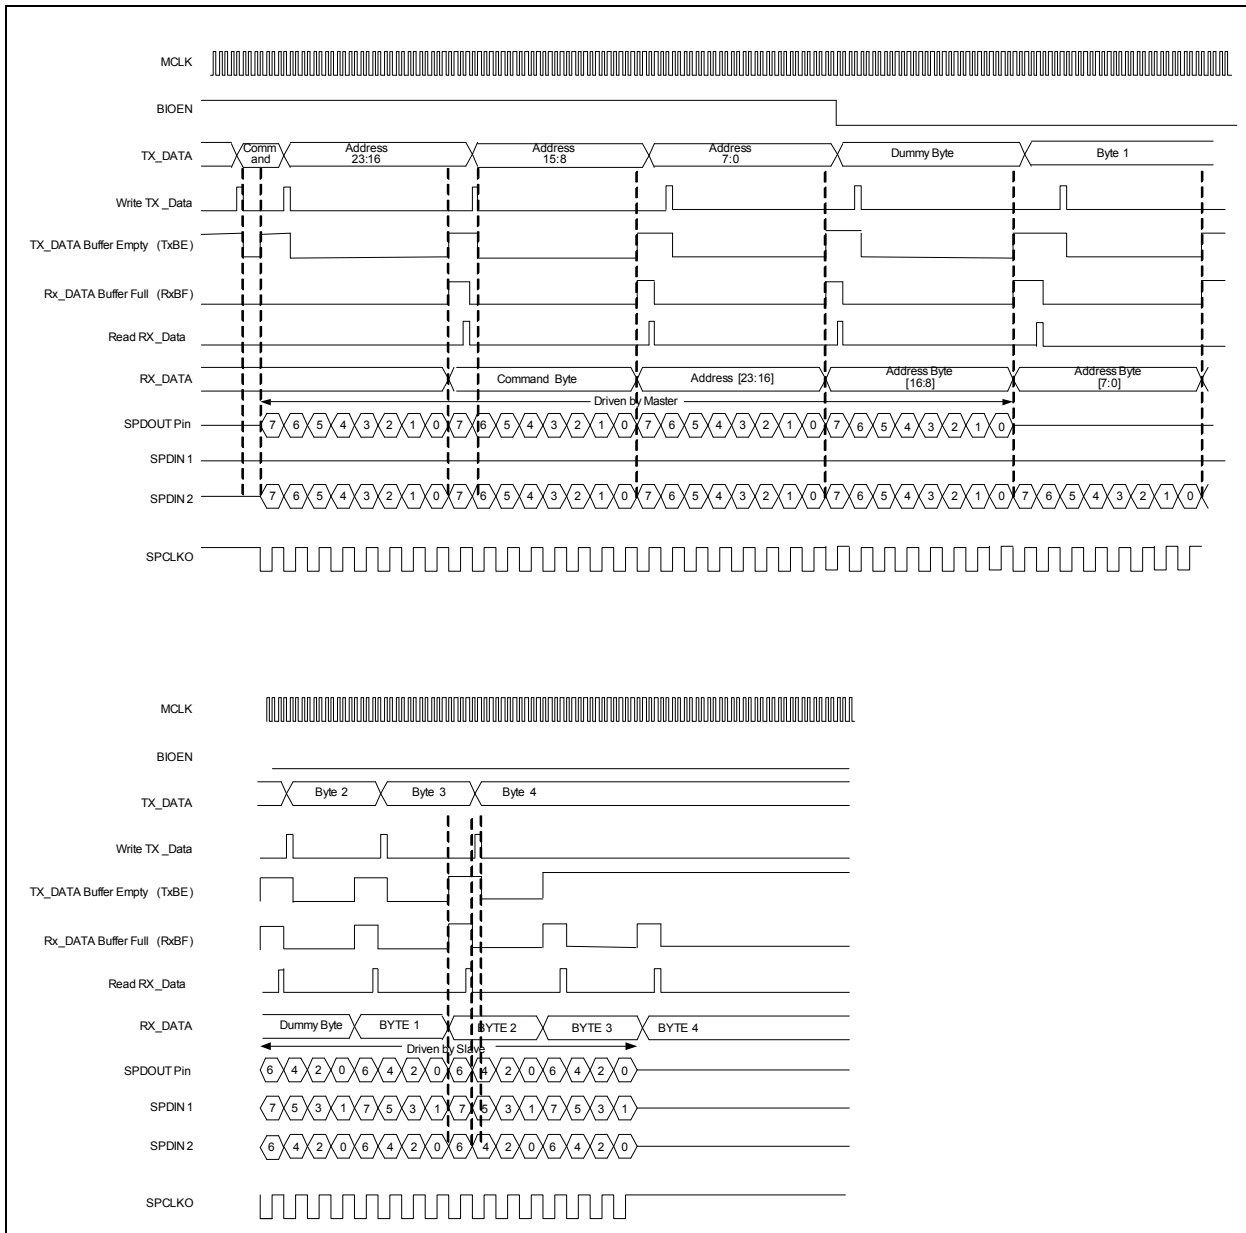 MCLK
BIOEN
TX_DATA
Comm
and
Address
23:16
Address
15:8
Address
7:0
Dummy Byte
Byte 1
Write TX _Data
TX_DATA Buffer Empty (TxBE)
Rx_DATA Buffer Full (RxBF)
Read RX _Data
RX_DATA
Command Byte
Address [23:16]
Address Byte
[16:8]
Address Byte
[7:0]
Driven by Master
SPDOUT Pin
7 6 5 4 3 2 1 0 7 6 5 4 3 2 1 0 7 6 5 4 3 2 1 0 7 6 5 4 3 2 1 0
SPDIN 1
SPDIN 2
7 6 5 4 3 2 1 0 7 6 5 4 3 2 1 0 7 6 5 4 3 2 1 0 7 6 5 4 3 2 1 0 7 6 5 4 3 2 1 0
SPCLKO
MCLK
BIOEN
TX_DATA
Byte 2
Byte 3
Byte 4
Write TX _Data
TX_DATA Buffer Empty (TxBE)
Rx_DATA Buffer Full (RxBF)
Read RX _Data
RX_DATA
Dummy Byte
BYTE 1
BYTE 2
BYTE 3
BYTE 4
Driven by Slave
SPDOUT Pin
6 4 2 0 6 4 2 0 6 4 2 0 6 4 2 0
SPDIN 1
7 5 3 1 7 5 3 1 7 5 3 1 7 5 3 1
SPDIN 2
6 4 2 0 6 4 2 0 6 4 2 0 6 4 2 0
SPCLKO